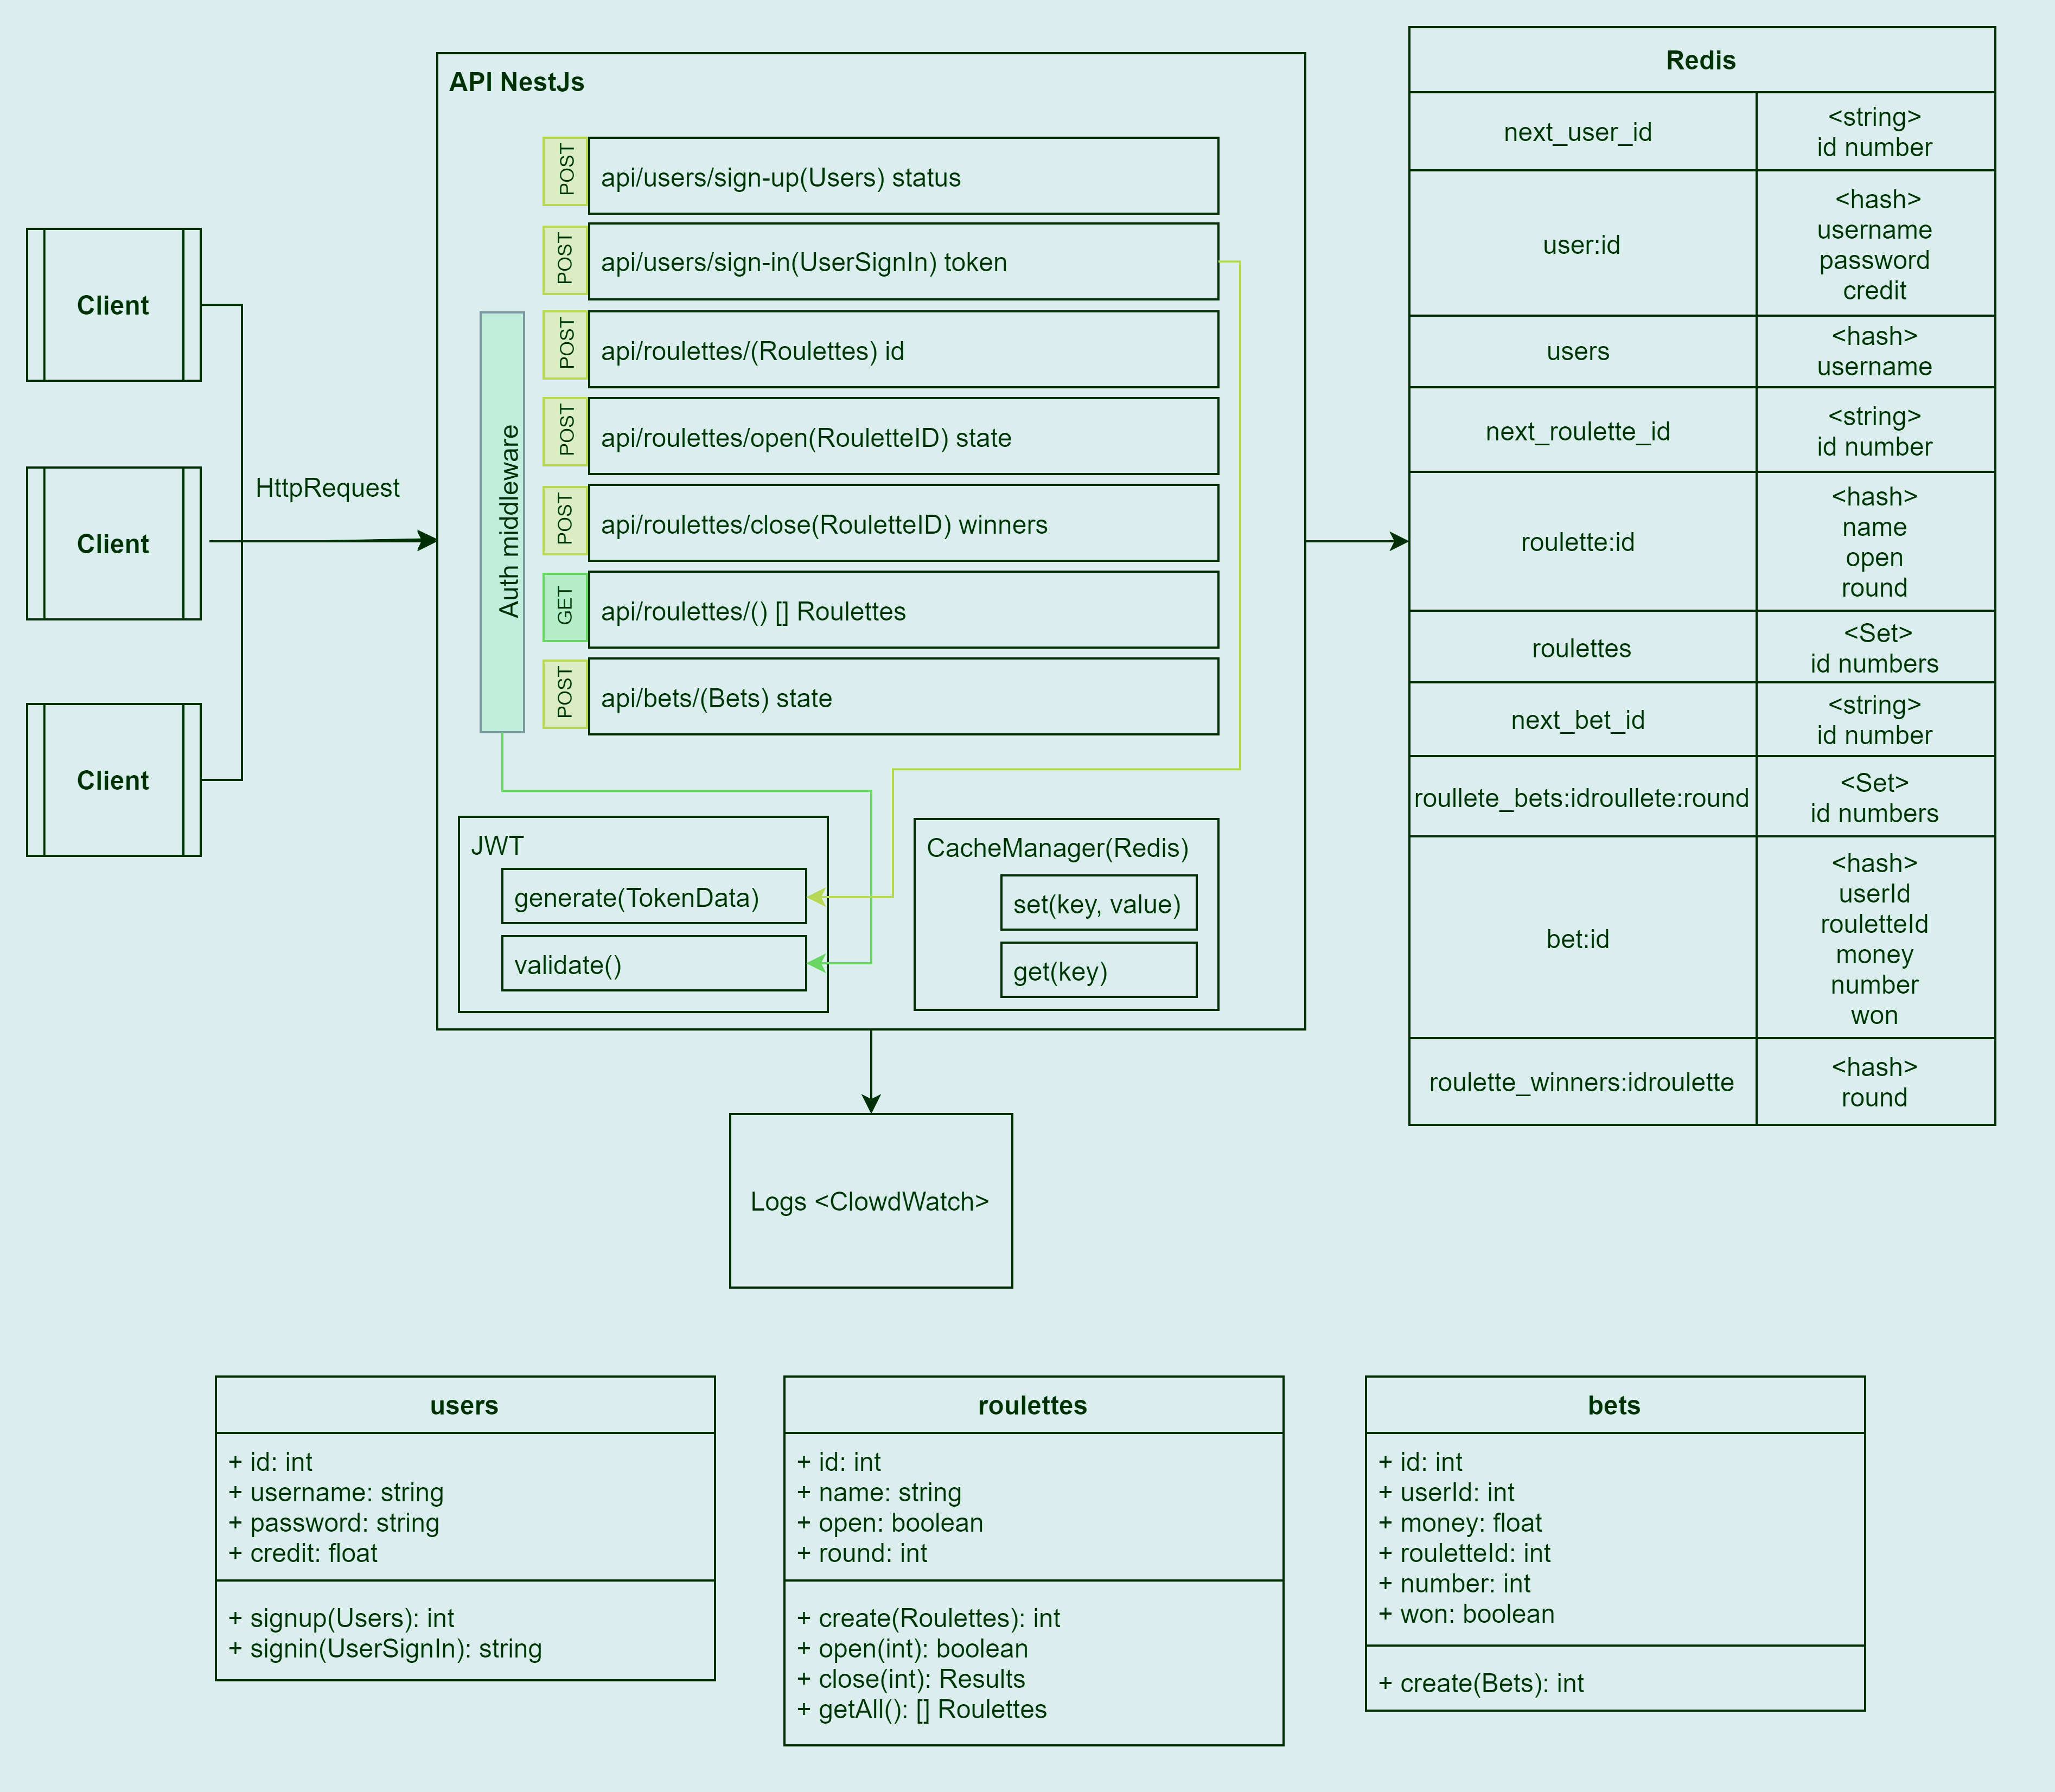 Client
Client
Client
HttpRequest
API NestJs
POST
api/users/sign-up(Users) status
POST
api/users/sign-in(UserSignIn) token
Auth middleware
POST
api/roulettes/(Roulettes) id
POST
api/roulettes/open(RouletteID) state
POST
api/roulettes/close(RouletteID) winners
GET
api/roulettes/() [] Roulettes
POST
api/bets/(Bets) state
JWT
generate(TokenData)
validate()
CacheManager(Redis)
set(key, value)
get(key)
Logs <ClowdWatch>
Redis
next_user_id
<string>
id number
user:id
<hash>
username
password
credit
users
<hash>
username
next_roulette_id
<string>
id number
roulette:id
<hash>
name
open
round
roulettes
<Set>
id numbers
next_bet_id
<string>
id number
roullete_bets:idroullete:round
<Set>
id numbers
bet:id
<hash>
userId
rouletteId
money
number
won
roulette_winners:idroulette
<hash>
round
users
+ id: int
+ username: string
+ password: string
+ credit: float
+ signup(Users): int
+ signin(UserSignIn): string
roulettes
+ id: int
+ name: string
+ open: boolean
+ round: int
+ create(Roulettes): int
+ open(int): boolean
+ close(int): Results
+ getAll(): [] Roulettes
bets
+ id: int
+ userId: int
+ money: float
+ rouletteId: int
+ number: int
+ won: boolean
+ create(Bets): int